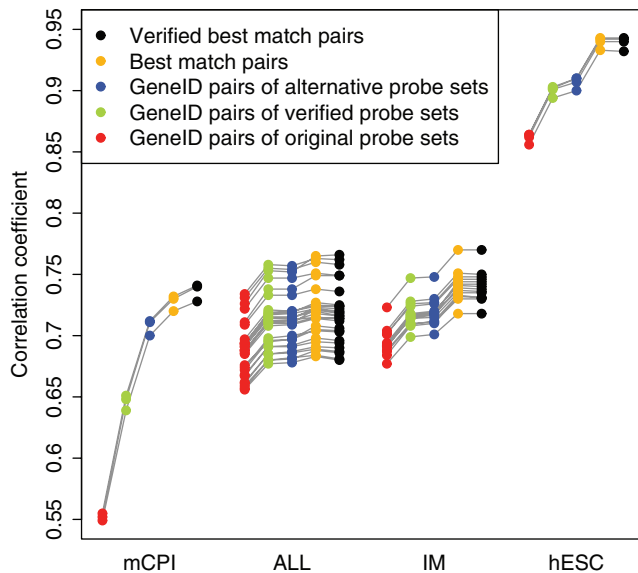 Verified best match pairs
Best match pairs
GeneID pairs of alternative probe sets
GeneID pairs of verified probe sets
GeneID pairs of original probe sets
Correlation coefficient
0.95
0.9
0.85
0.8
0.75
0.7
0.65
0.6
0.55
mCPI ALL IM hESC